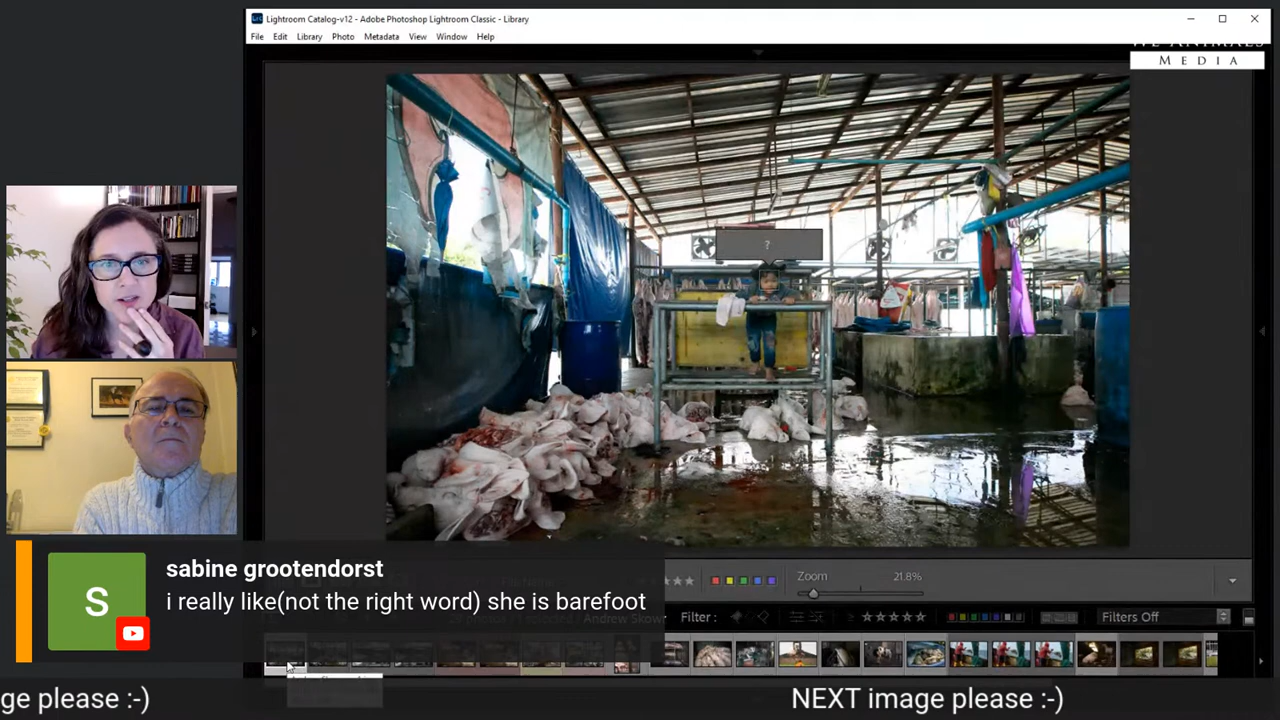 Lightroom Catalog-v12 - Adobe Photoshop Lightroom Classic - Library
File Edit Library Photo Metadata View Window Help
WE ANIMALS
MEDIA
?
sabine grootendorst
i really like(not the right word) she is barefoot
S
Zoom 21.8%
Filter : Filters Off
ge please :-) NEXT image please :-)